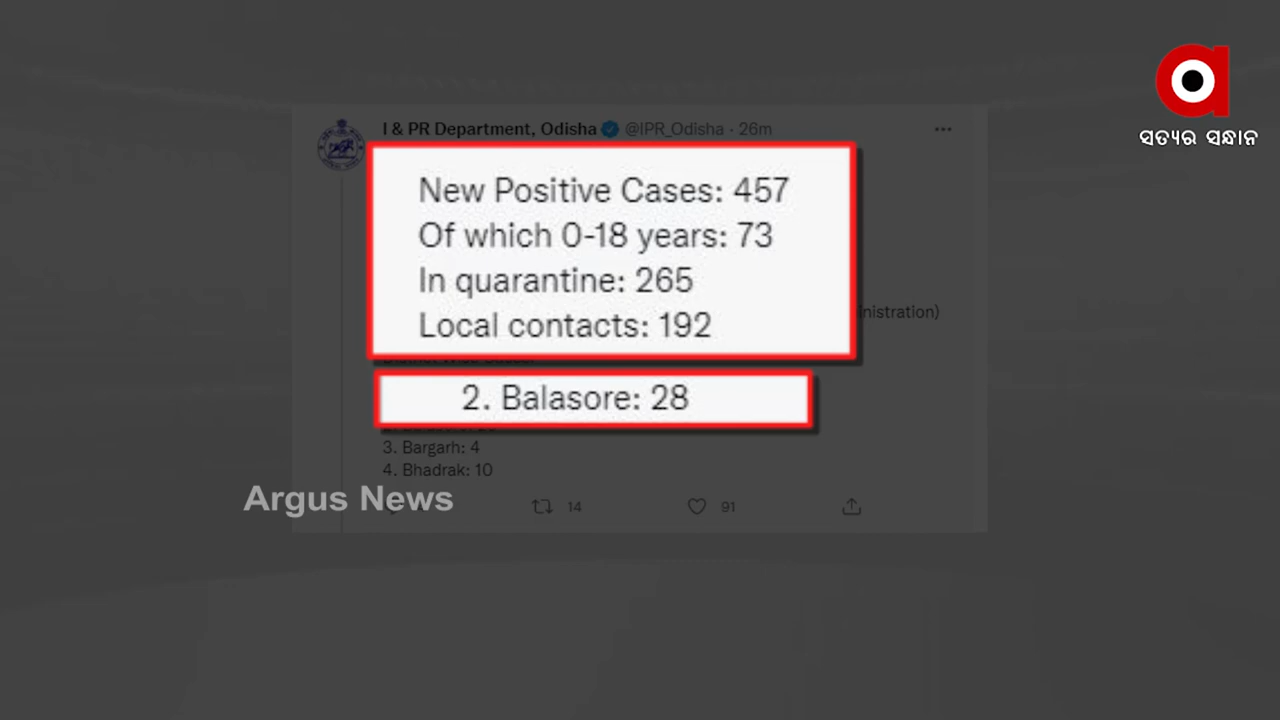 ସତ୍ୟର ସନ୍ଧାନ
I & PR Department, Odisha @IPR_Odisha · 26m
New Positive Cases: 457
Of which 0-18 years: 73
In quarantine: 265
Local contacts: 192
2. Balasore: 28
3. Bargarh: 4
4. Bhadrak: 10
Argus News
14
91